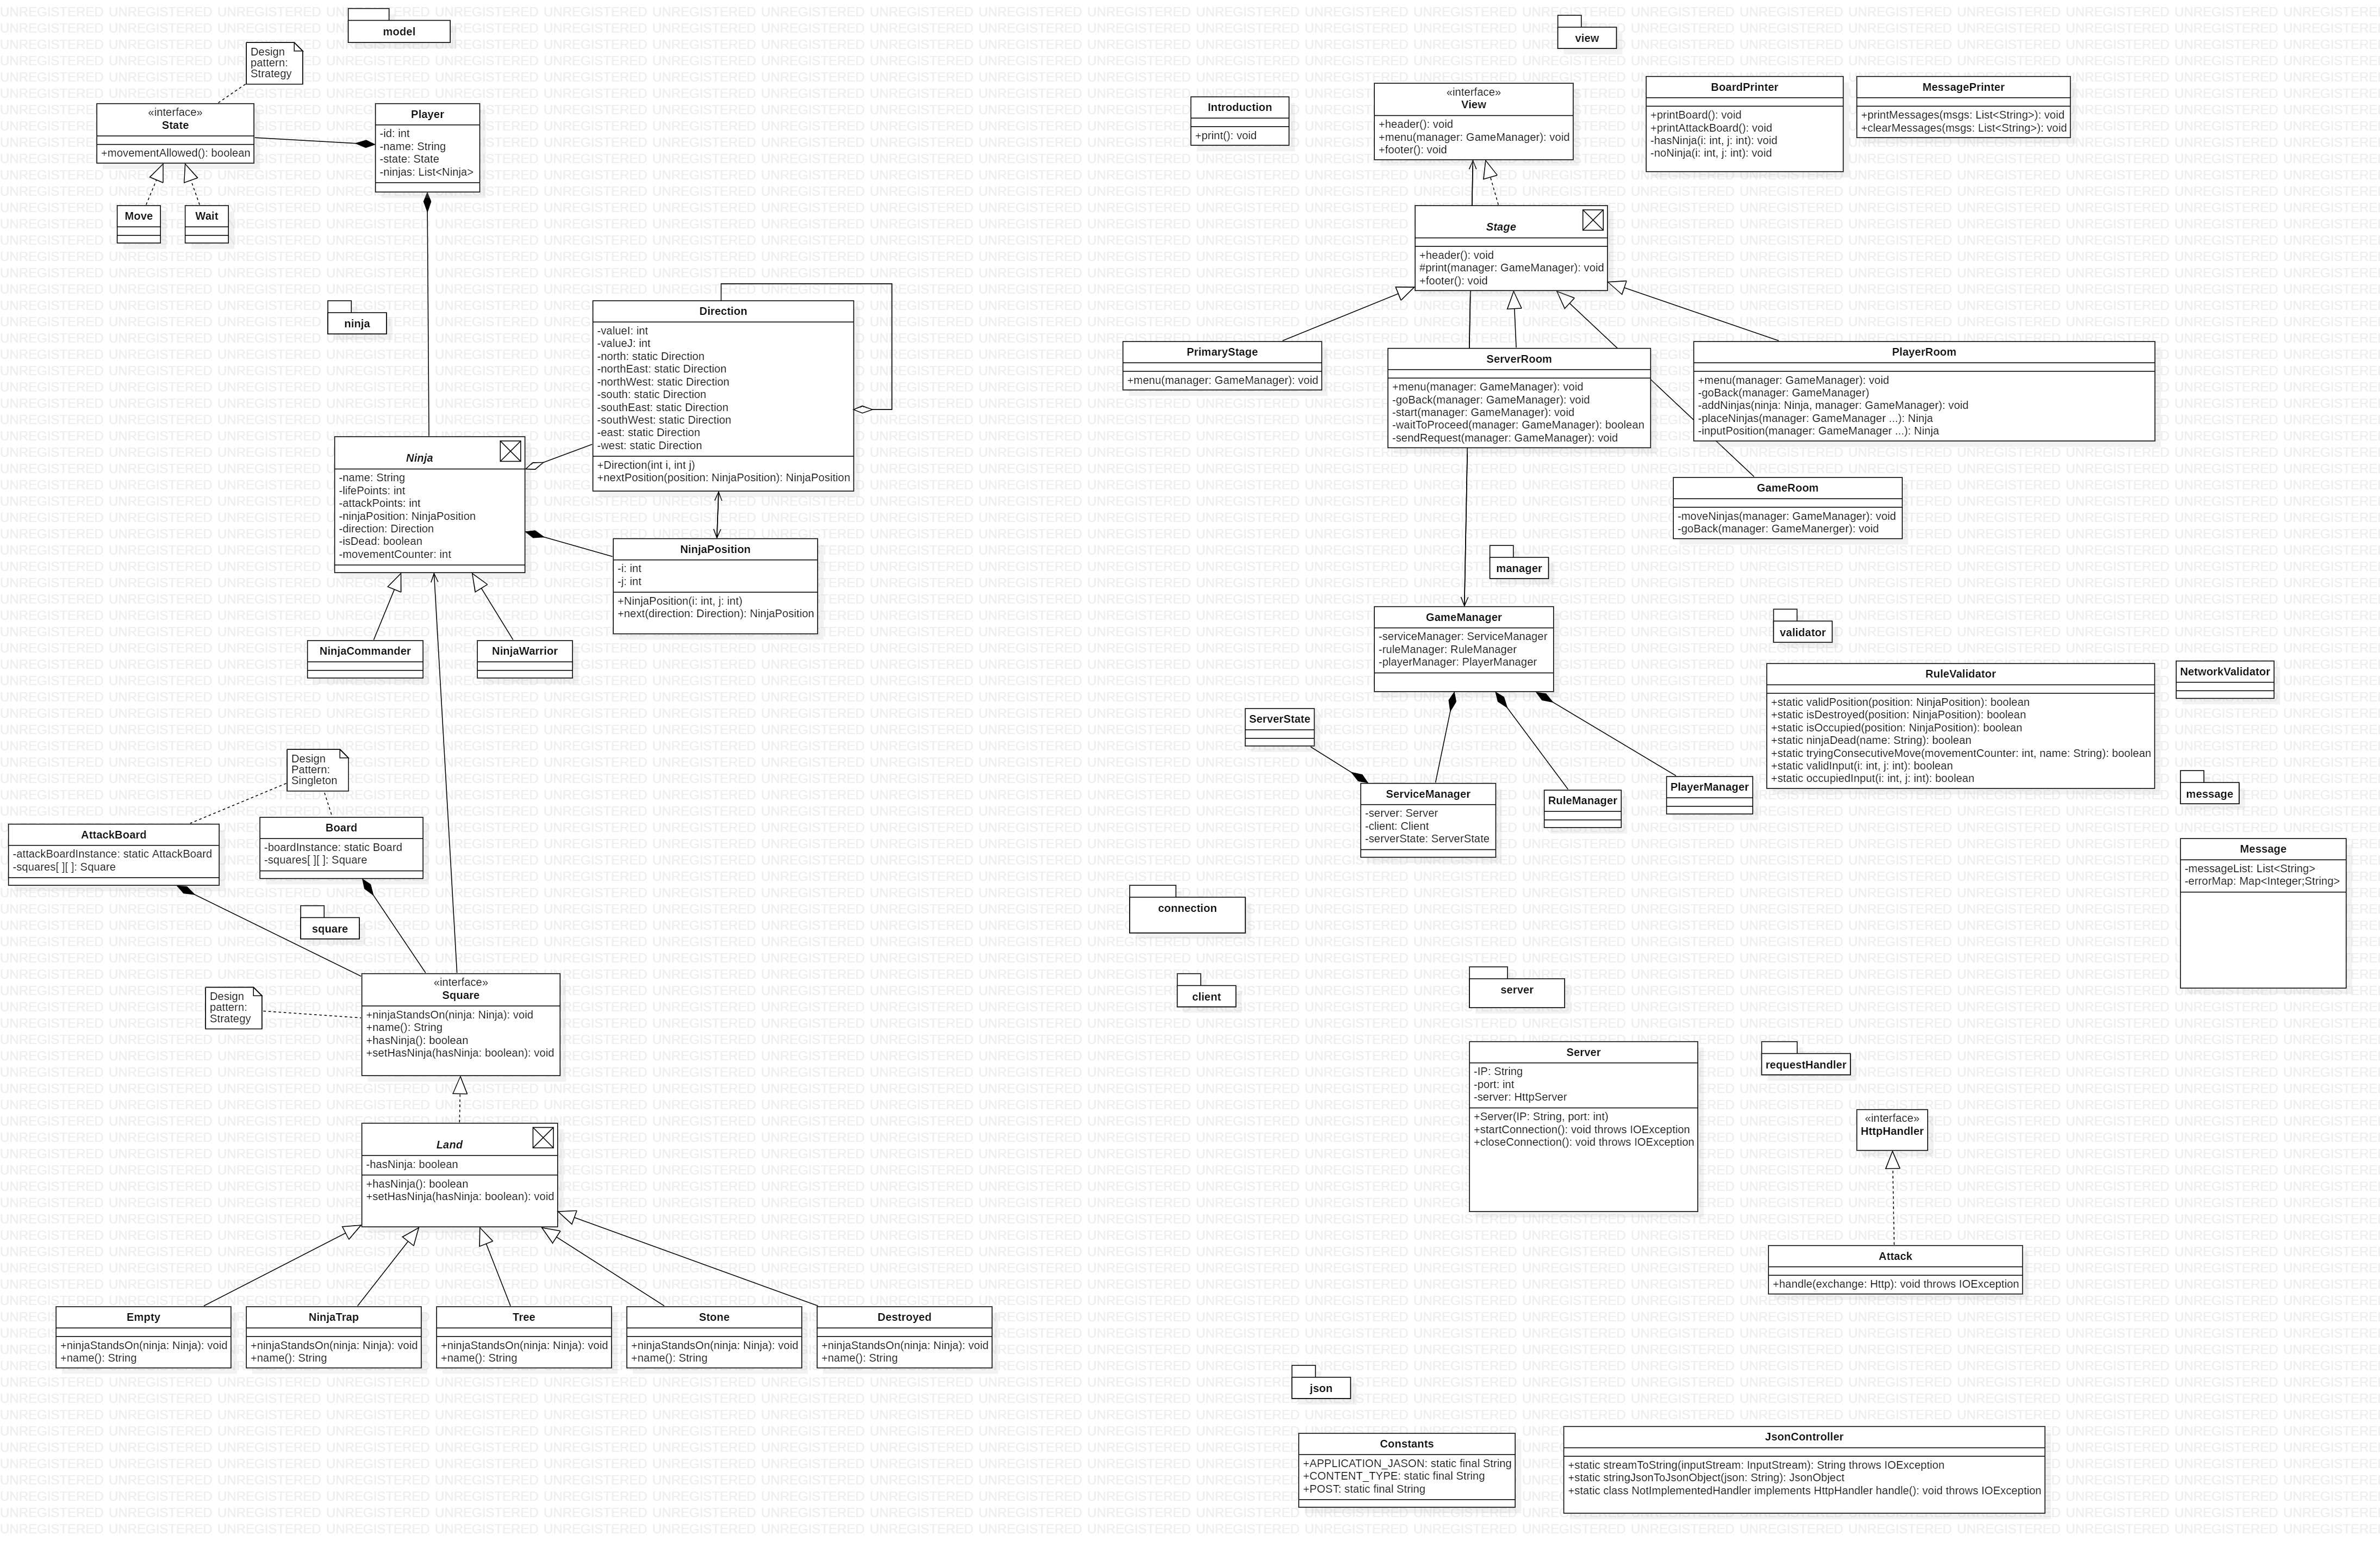 model
Design
pattern:
Strategy
«interface»
State
+movementAllowed(): boolean
Player
-id: int
-name: String
-state: State
-ninjas: List<Ninja>
Move
Wait
ninja
Direction
-valueI: int
-valueJ: int
-north: static Direction
-northEast: static Direction
-northWest: static Direction
-south: static Direction
-southEast: static Direction
-southWest: static Direction
-east: static Direction
-west: static Direction
+Direction(int i, int j)
+nextPosition(position: NinjaPosition): NinjaPosition
Ninja
-name: String
-lifePoints: int
-attackPoints: int
-ninjaPosition: NinjaPosition
-direction: Direction
-isDead: boolean
-movementCounter: int
NinjaPosition
-i: int
-j: int
+NinjaPosition(i: int, j: int)
+next(direction: Direction): NinjaPosition
NinjaCommander
NinjaWarrior
Design
Pattern:
Singleton
AttackBoard
-attackBoardInstance: static AttackBoard
-squares[ ][ ]: Square
Board
-boardInstance: static Board
-squares[ ][ ]: Square
square
Design
pattern:
Strategy
«interface»
Square
+ninjaStandsOn(ninja: Ninja): void
+name(): String
+hasNinja(): boolean
+setHasNinja(hasNinja: boolean): void
Land
-hasNinja: boolean
+hasNinja(): boolean
+setHasNinja(hasNinja: boolean): void
Empty
+ninjaStandsOn(ninja: Ninja): void
+name(): String
NinjaTrap
+ninjaStandsOn(ninja: Ninja): void
+name(): String
Tree
+ninjaStandsOn(ninja: Ninja): void
+name(): String
Stone
+ninjaStandsOn(ninja: Ninja): void
+name(): String
Destroyed
+ninjaStandsOn(ninja: Ninja): void
+name(): String
view
Introduction
+print(): void
«interface»
View
+header(): void
+menu(manager: GameManager): void
+footer(): void
BoardPrinter
+printBoard(): void
+printAttackBoard(): void
-hasNinja(i: int, j: int): void
-noNinja(i: int, j: int): void
MessagePrinter
+printMessages(msgs: List<String>): void
+clearMessages(msgs: List<String>): void
Stage
+header(): void
#print(manager: GameManager): void
+footer(): void
PrimaryStage
+menu(manager: GameManager): void
ServerRoom
+menu(manager: GameManager): void
-goBack(manager: GameManager): void
-start(manager: GameManager): void
-waitToProceed(manager: GameManager): boolean
-sendRequest(manager: GameManager): void
PlayerRoom
+menu(manager: GameManager): void
-goBack(manager: GameManager)
-addNinjas(ninja: Ninja, manager: GameManager): void
-placeNinjas(manager: GameManager ...): Ninja
-inputPosition(manager: GameManager ...): Ninja
GameRoom
-moveNinjas(manager: GameManager): void
-goBack(manager: GameManerger): void
manager
GameManager
-serviceManager: ServiceManager
-ruleManager: RuleManager
-playerManager: PlayerManager
ServerState
ServiceManager
-server: Server
-client: Client
-serverState: ServerState
RuleManager
PlayerManager
validator
RuleValidator
+static validPosition(position: NinjaPosition): boolean
+static isDestroyed(position: NinjaPosition): boolean
+static isOccupied(position: NinjaPosition): boolean
+static ninjaDead(name: String): boolean
+static tryingConsecutiveMove(movementCounter: int, name: String): boolean
+static validInput(i: int, j: int): boolean
+static occupiedInput(i: int, j: int): boolean
NetworkValidator
message
Message
-messageList: List<String>
-errorMap: Map<Integer;String>
connection
client
server
Server
-IP: String
-port: int
-server: HttpServer
+Server(IP: String, port: int)
+startConnection(): void throws IOException
+closeConnection(): void throws IOException
requestHandler
«interface»
HttpHandler
Attack
+handle(exchange: Http): void throws IOException
json
Constants
+APPLICATION_JASON: static final String
+CONTENT_TYPE: static final String
+POST: static final String
JsonController
+static streamToString(inputStream: InputStream): String throws IOException
+static stringJsonToJsonObject(json: String): JsonObject
+static class NotImplementedHandler implements HttpHandler handle(): void throws IOException